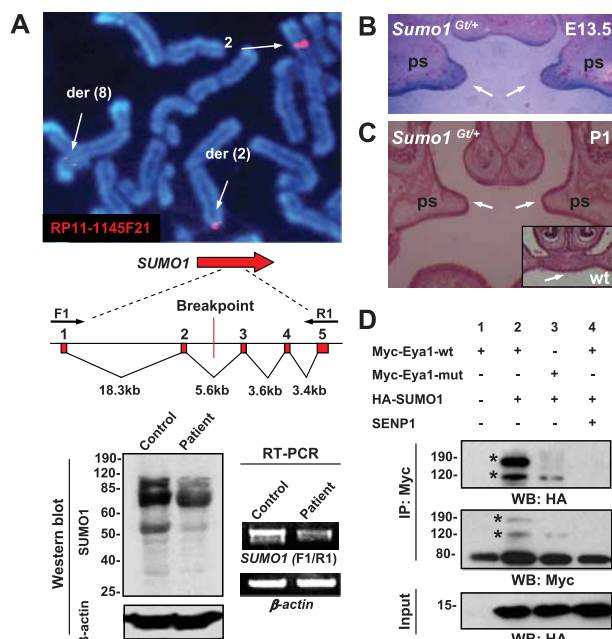 A
2
der (8)
der (2)
RP11-1145F21
SUMO1
F1
Breakpoint
R1
1 2 3 4 5
18.3kb 5.6kb 3.6kb 3.4kb
Control
Patient
Western blot
SUMO1
190-
120-
85-
60-
50-
40-
25-
β-actin
RT-PCR
Control
Patient
SUMO1 (F1/R1)
β-actin
B
Sumo1 Gt/+
E13.5
ps
ps
C
Sumo1 Gt/+
P1
ps
ps
wt
D
1 2 3 4
Myc-Eya1-wt + + - +
Myc-Eya1-mut - - + -
HA-SUMO1 - + + +
SENP1 - - - +
IP: Myc
190-
120-
*
*
WB: HA
190-
120-
80-
*
*
WB: Myc
Input
15-
WB: HA